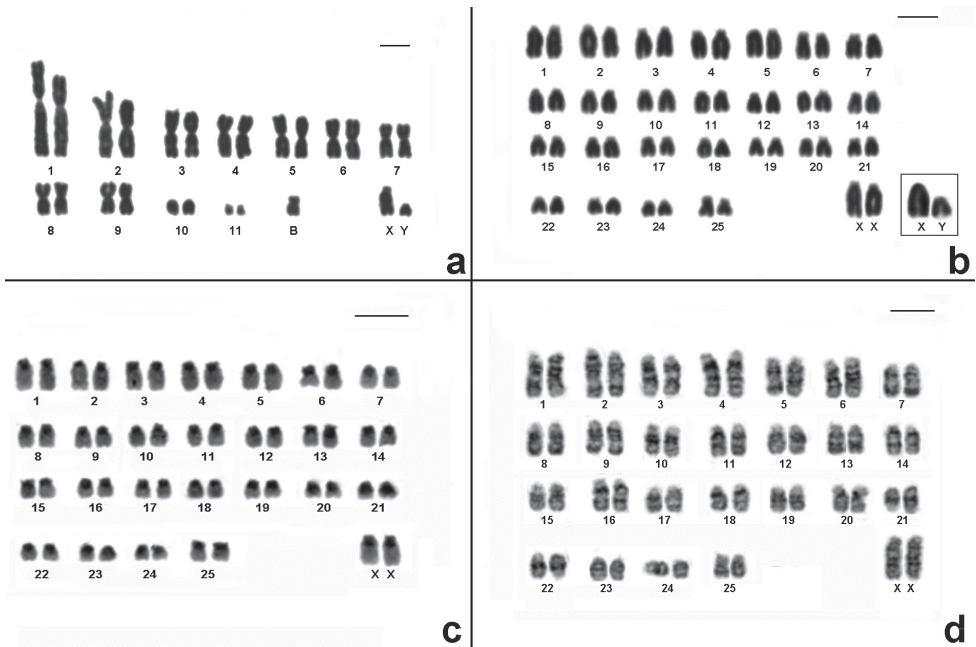 1 2 3 4 5 6 7
8 9 10 11 B X Y
a
1 2 3 4 5 6 7
8 9 10 11 12 13 14
15 16 17 18 19 20 21
22 23 24 25 X X X Y
b
1 2 3 4 5 6 7
8 9 10 11 12 13 14
15 16 17 18 19 20 21
22 23 24 25 X X
c
1 2 3 4 5 6 7
8 9 10 11 12 13 14
15 16 17 18 19 20 21
22 23 24 25 X X
d